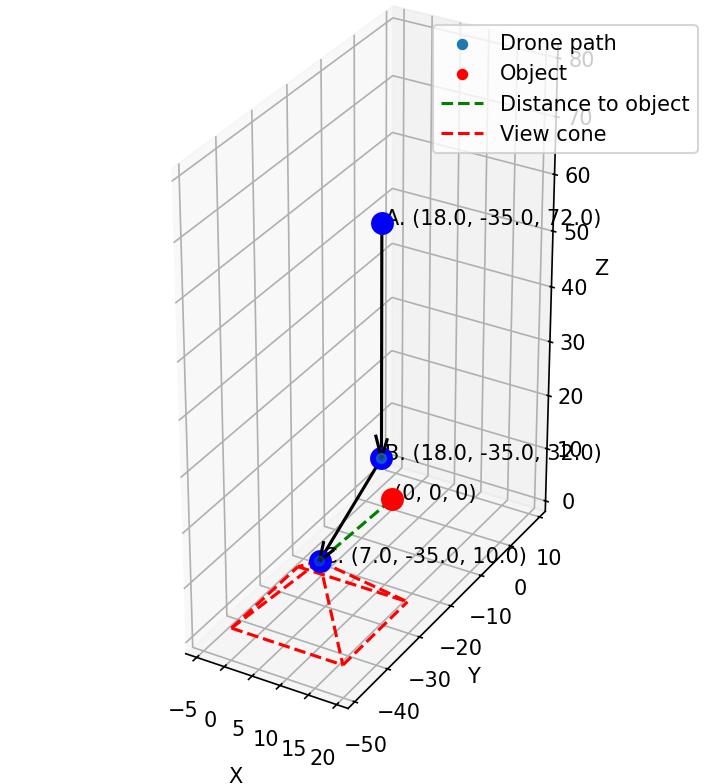 Drone path
Object
Distance to object
View cone
80
70
60
A. (18.0, -35.0, 72.0)
50
Z
40
30
20
10
B. (18.0, -35.0, 32.0)
(0, 0, 0)
0
(7.0, -35.0, 10.0)
10
0
−10
−20
−30
Y
−40
−50
−5
0
5
10
15
20
X